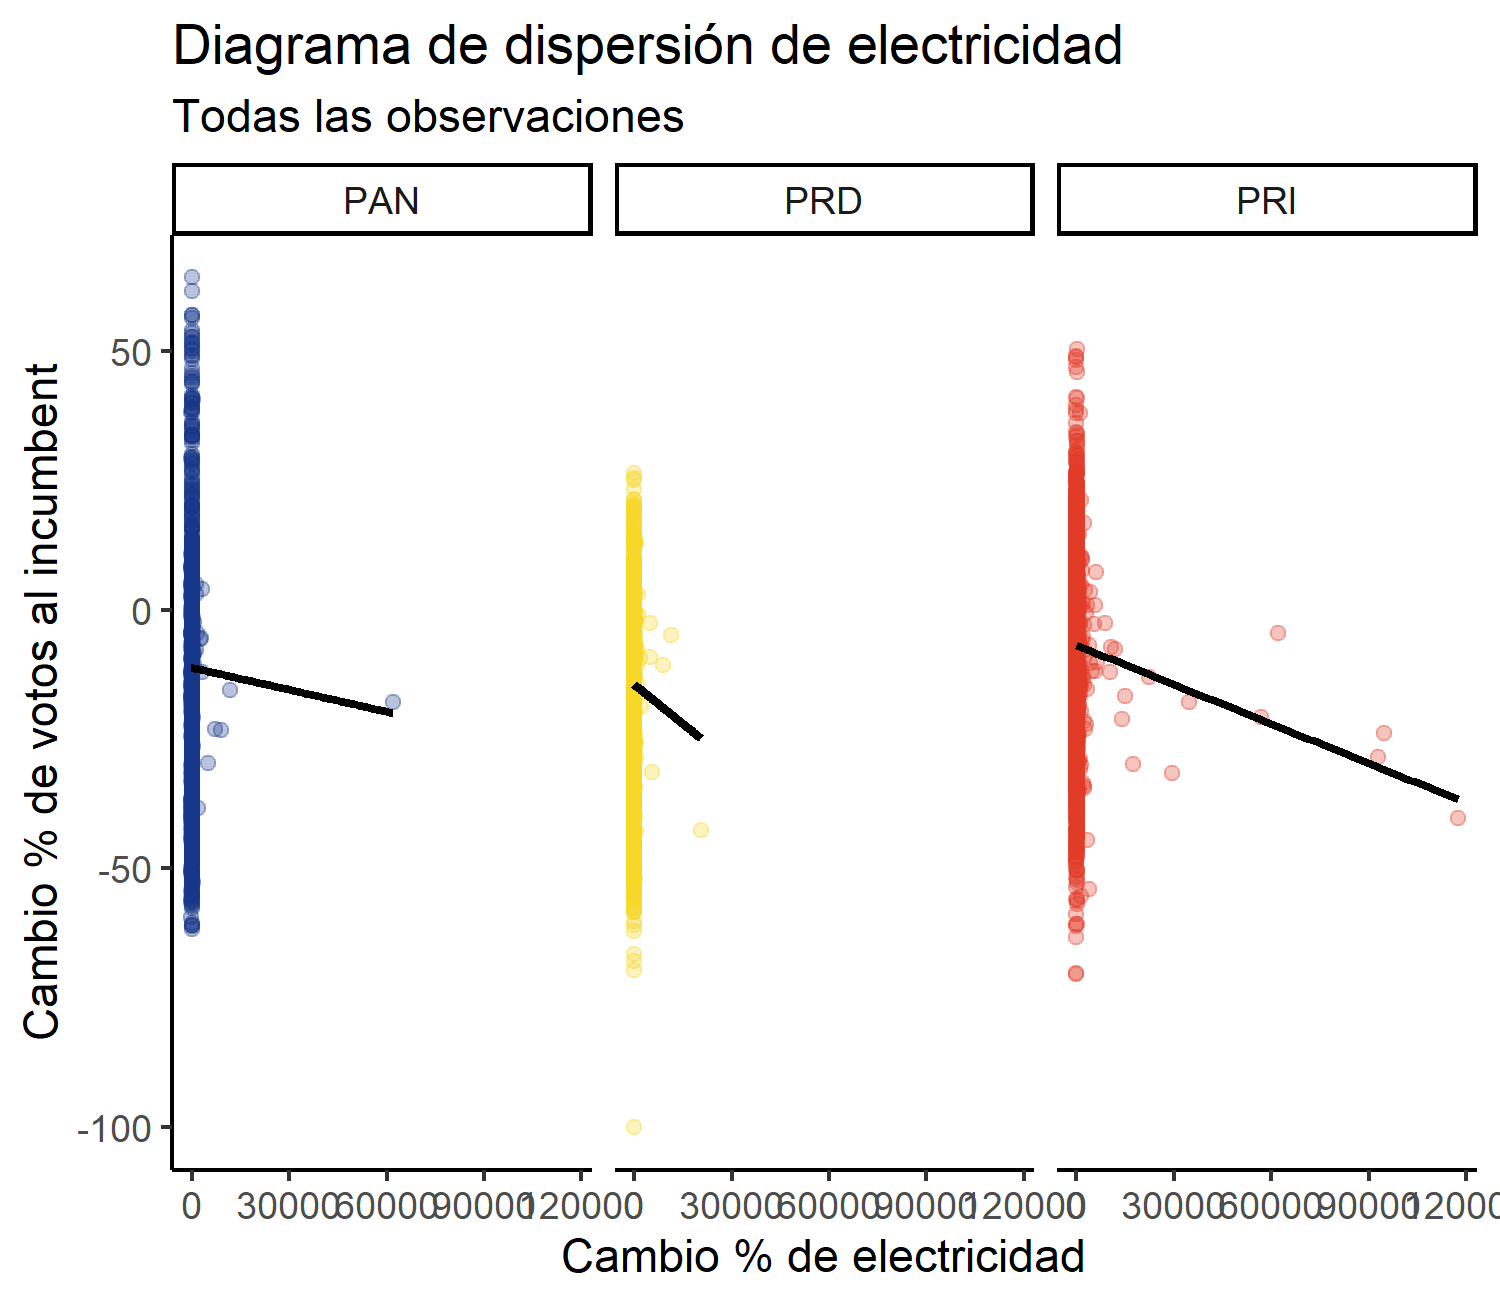 Diagrama de dispersión de electricidad
Todas las observaciones
PAN PRD PRI
Cambio % de votos al incumbent
50
0
-50
-100
0 30000 60000 90000 120000 0 30000 60000 90000 120000 0 30000 60000 90000 12000
Cambio % de electricidad